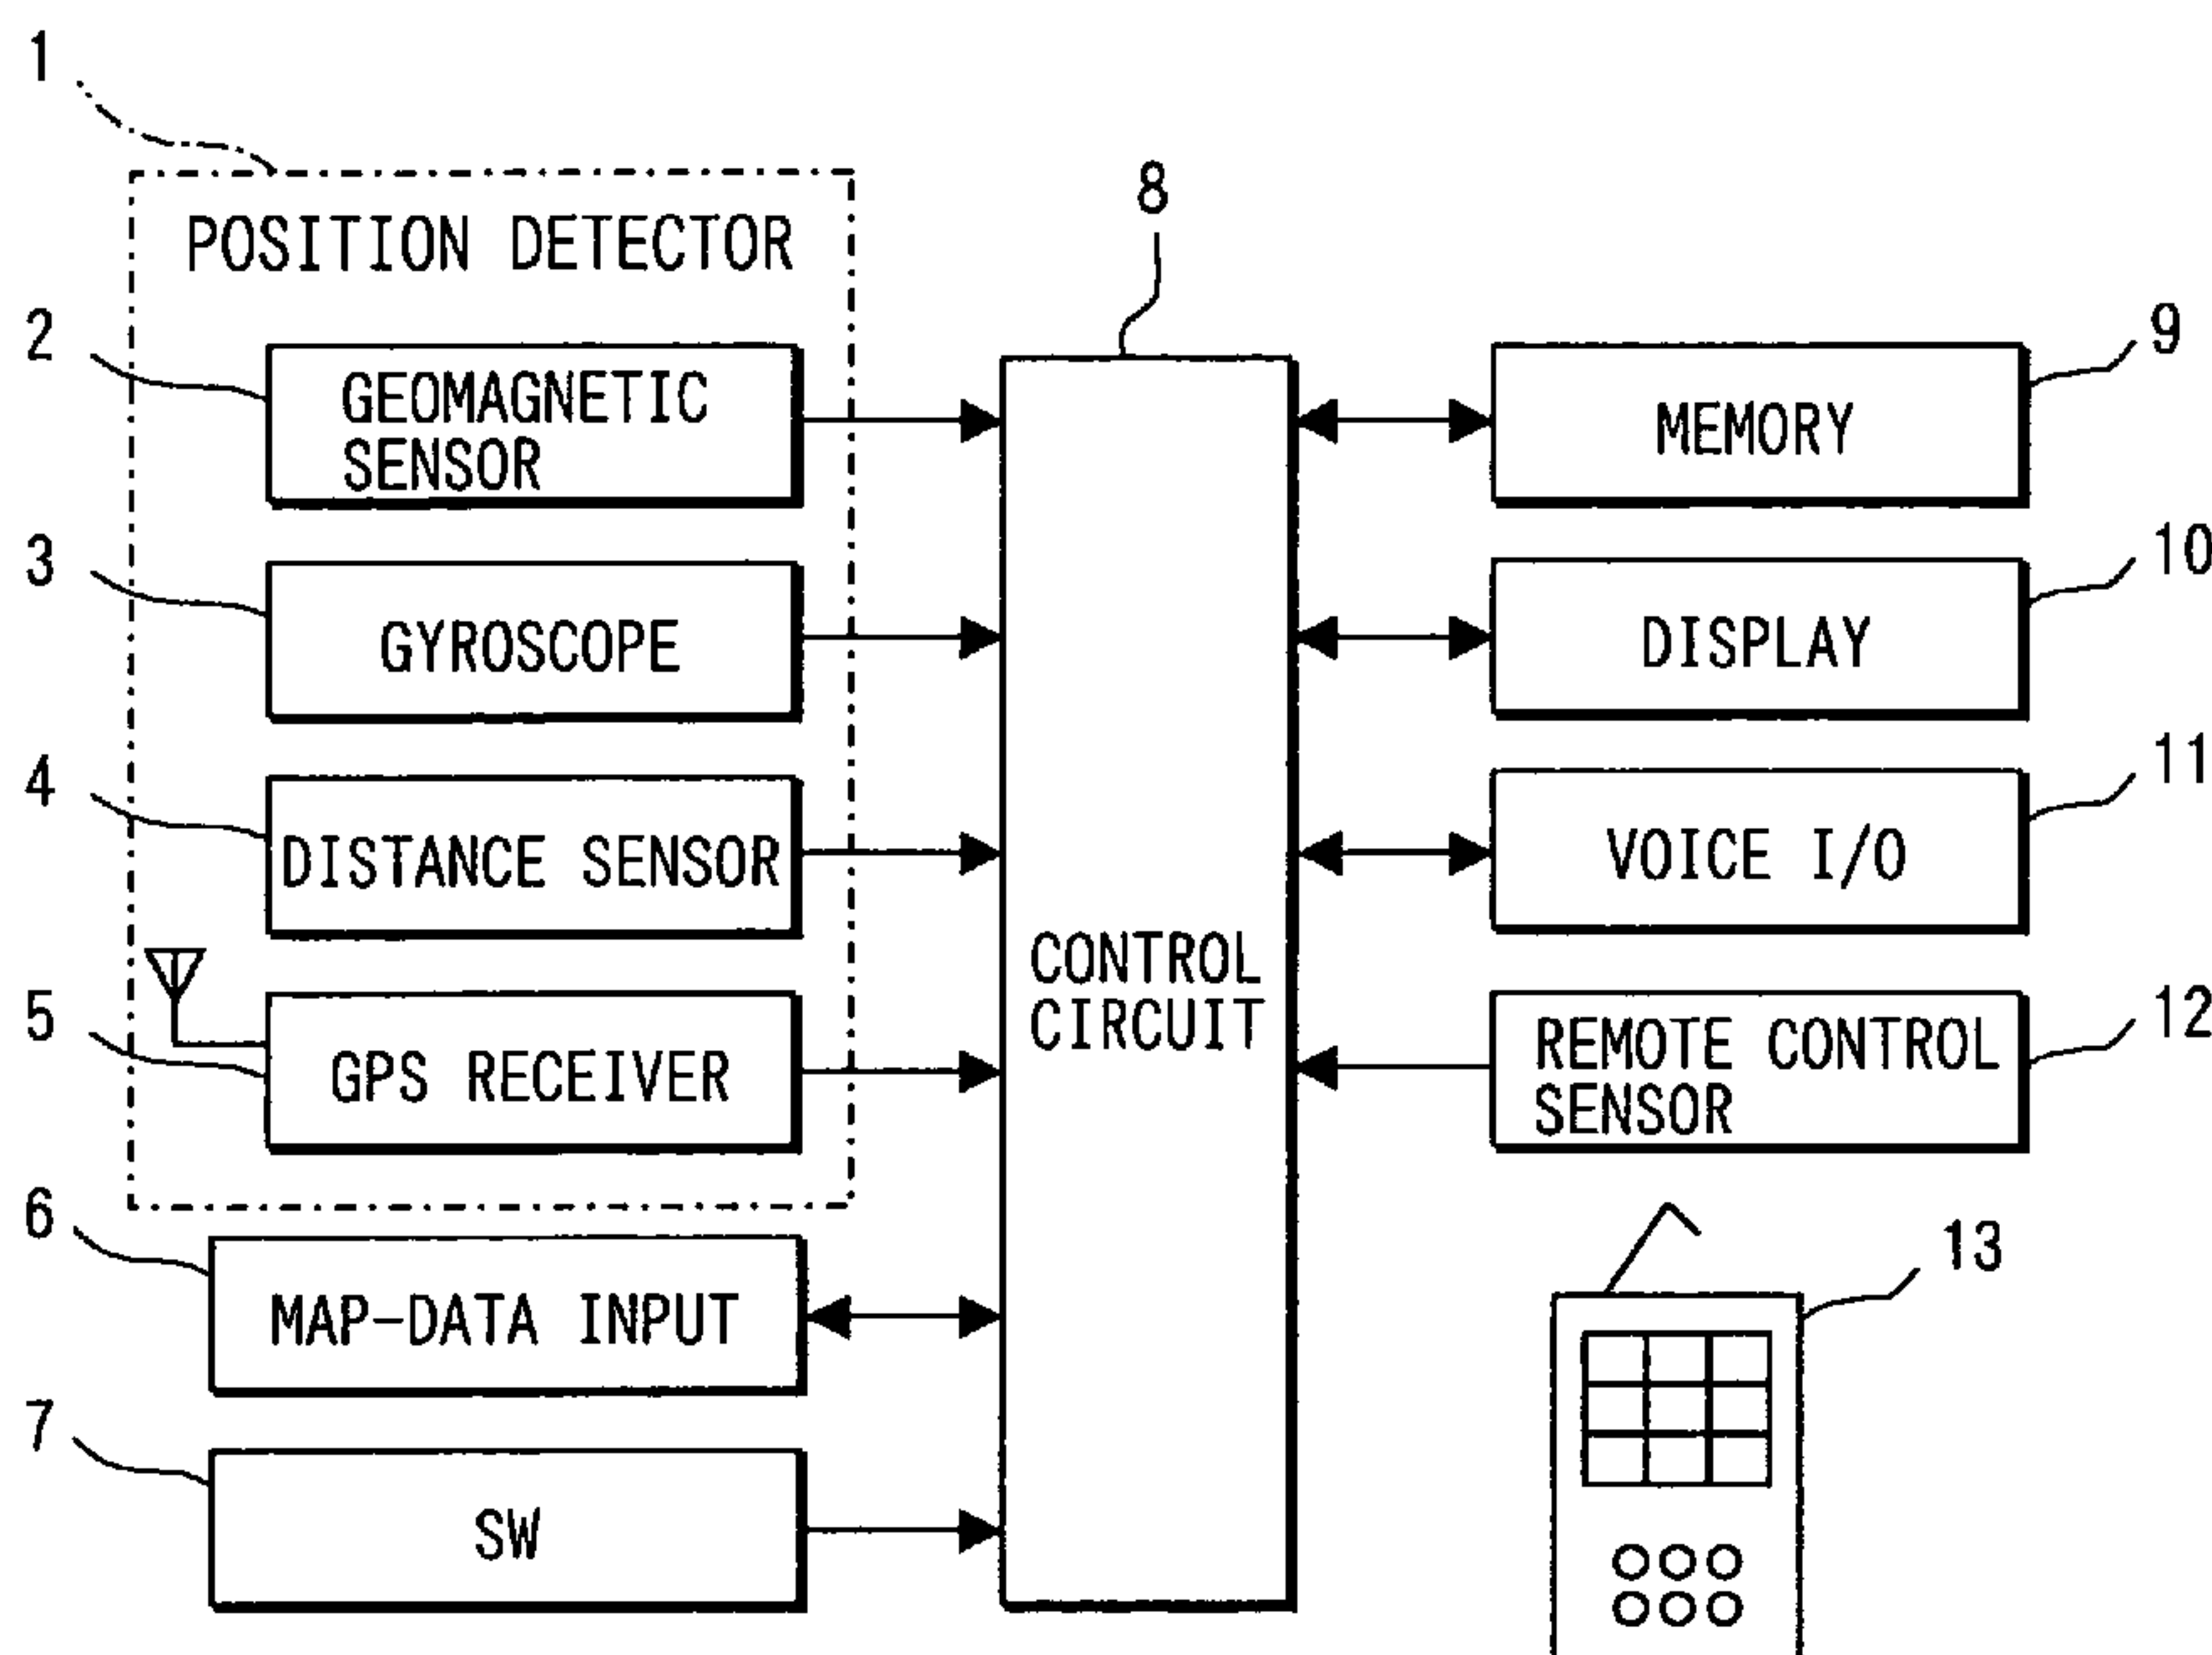 1
POSITION DETECTOR
8
2
GEOMAGNETIC
SENSOR
9
MEMORY
3
GYROSCOPE
10
DISPLAY
4
DISTANCE SENSOR
11
VOICE I/O
CONTROL
CIRCUIT
5
GPS RECEIVER
12
REMOTE CONTROL
SENSOR
6
MAP-DATA INPUT
13
7
SW